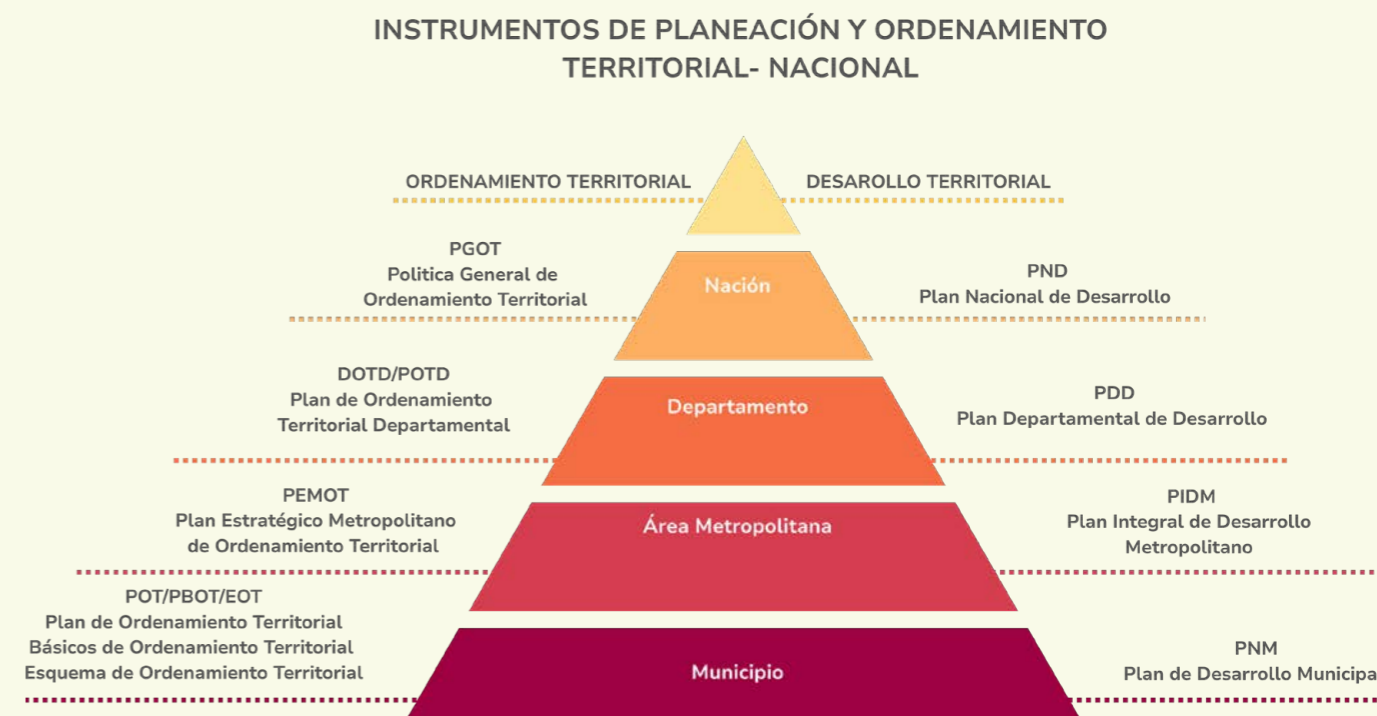 INSTRUMENTOS DE PLANEACIÓN Y ORDENAMIENTO
TERRITORIAL- NACIONAL
ORDENAMIENTO TERRITORIAL
DESAROLLO TERRITORIAL
PGOT
Politica General de
Ordenamiento Territorial
Nación
PND
Plan Nacional de Desarrollo
DOTD/POTD
Plan de Ordenamiento
Territorial Departamental
Departamento
PDD
Plan Departamental de Desarrollo
PEMOT
Plan Estratégico Metropolitano
de Ordenamiento Territorial
Área Metropolitana
PIDM
Plan Integral de Desarrollo
Metropolitano
POT/PBOT/EOT
Plan de Ordenamiento Territorial
Básicos de Ordenamiento Territorial
Esquema de Ordenamiento Territorial
Municipio
PNM
Plan de Desarrollo Municipa